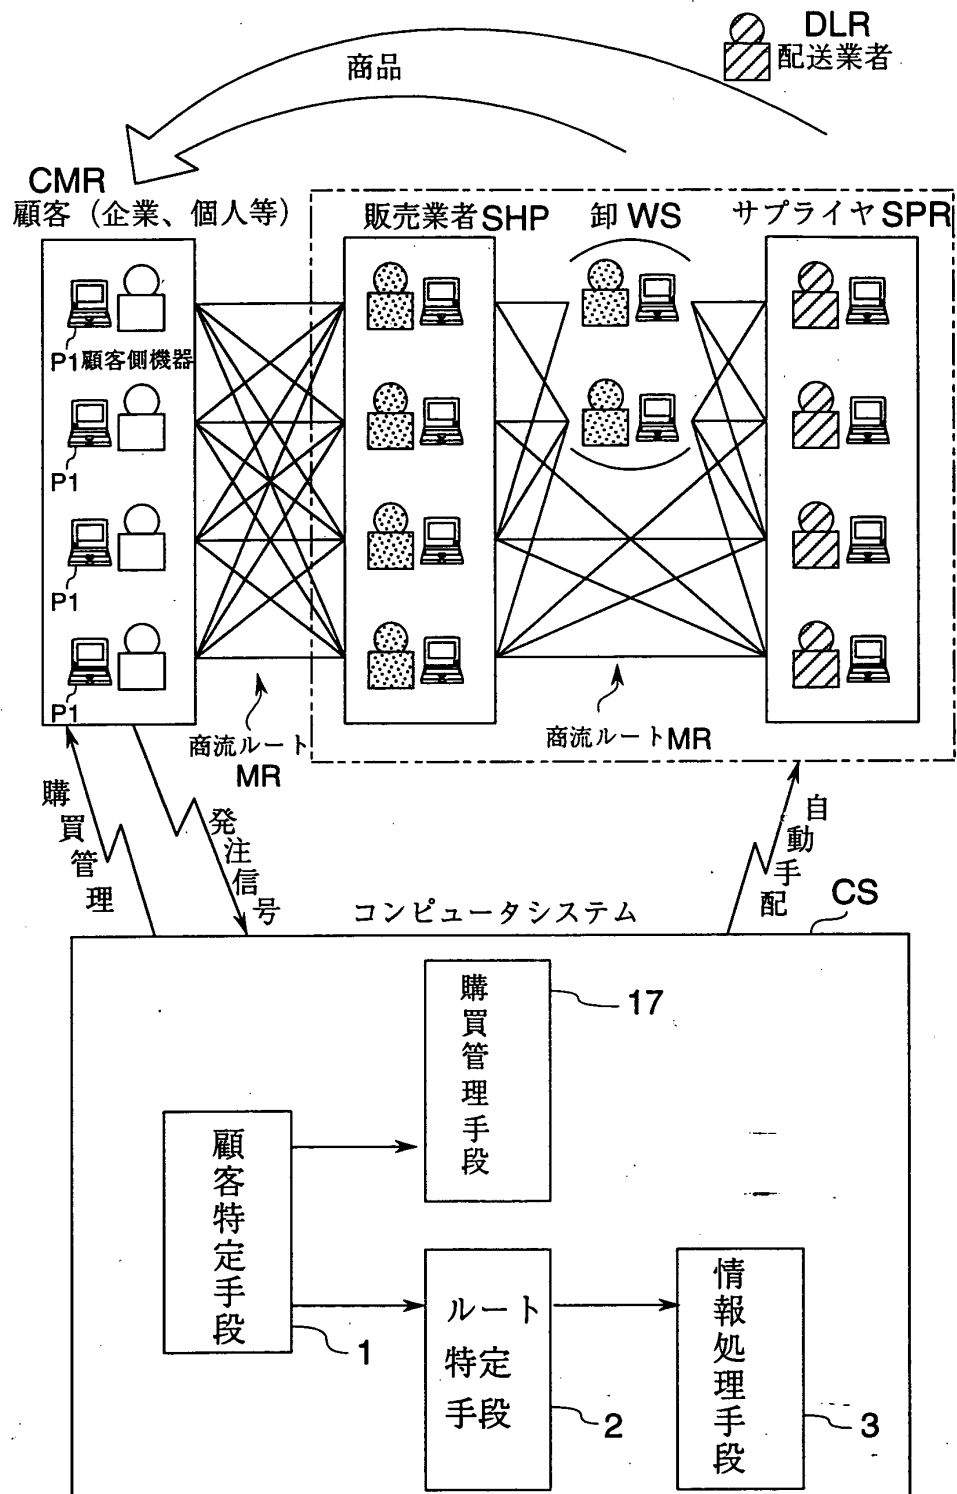 DLR
配送業者
商品
CMR
顧客（企業、個人等）
販売業者SHP
卸WS
サプライヤSPR
P1顧客側機器
P1
P1
P1
商流ルート
MR
商流ルートMR
購買管理
発注信号
自動手配
コンピュータシステム
CS
購買管理手段
17
顧客特定手段
1
ルート
特定
手段
2
情報処理手段
3